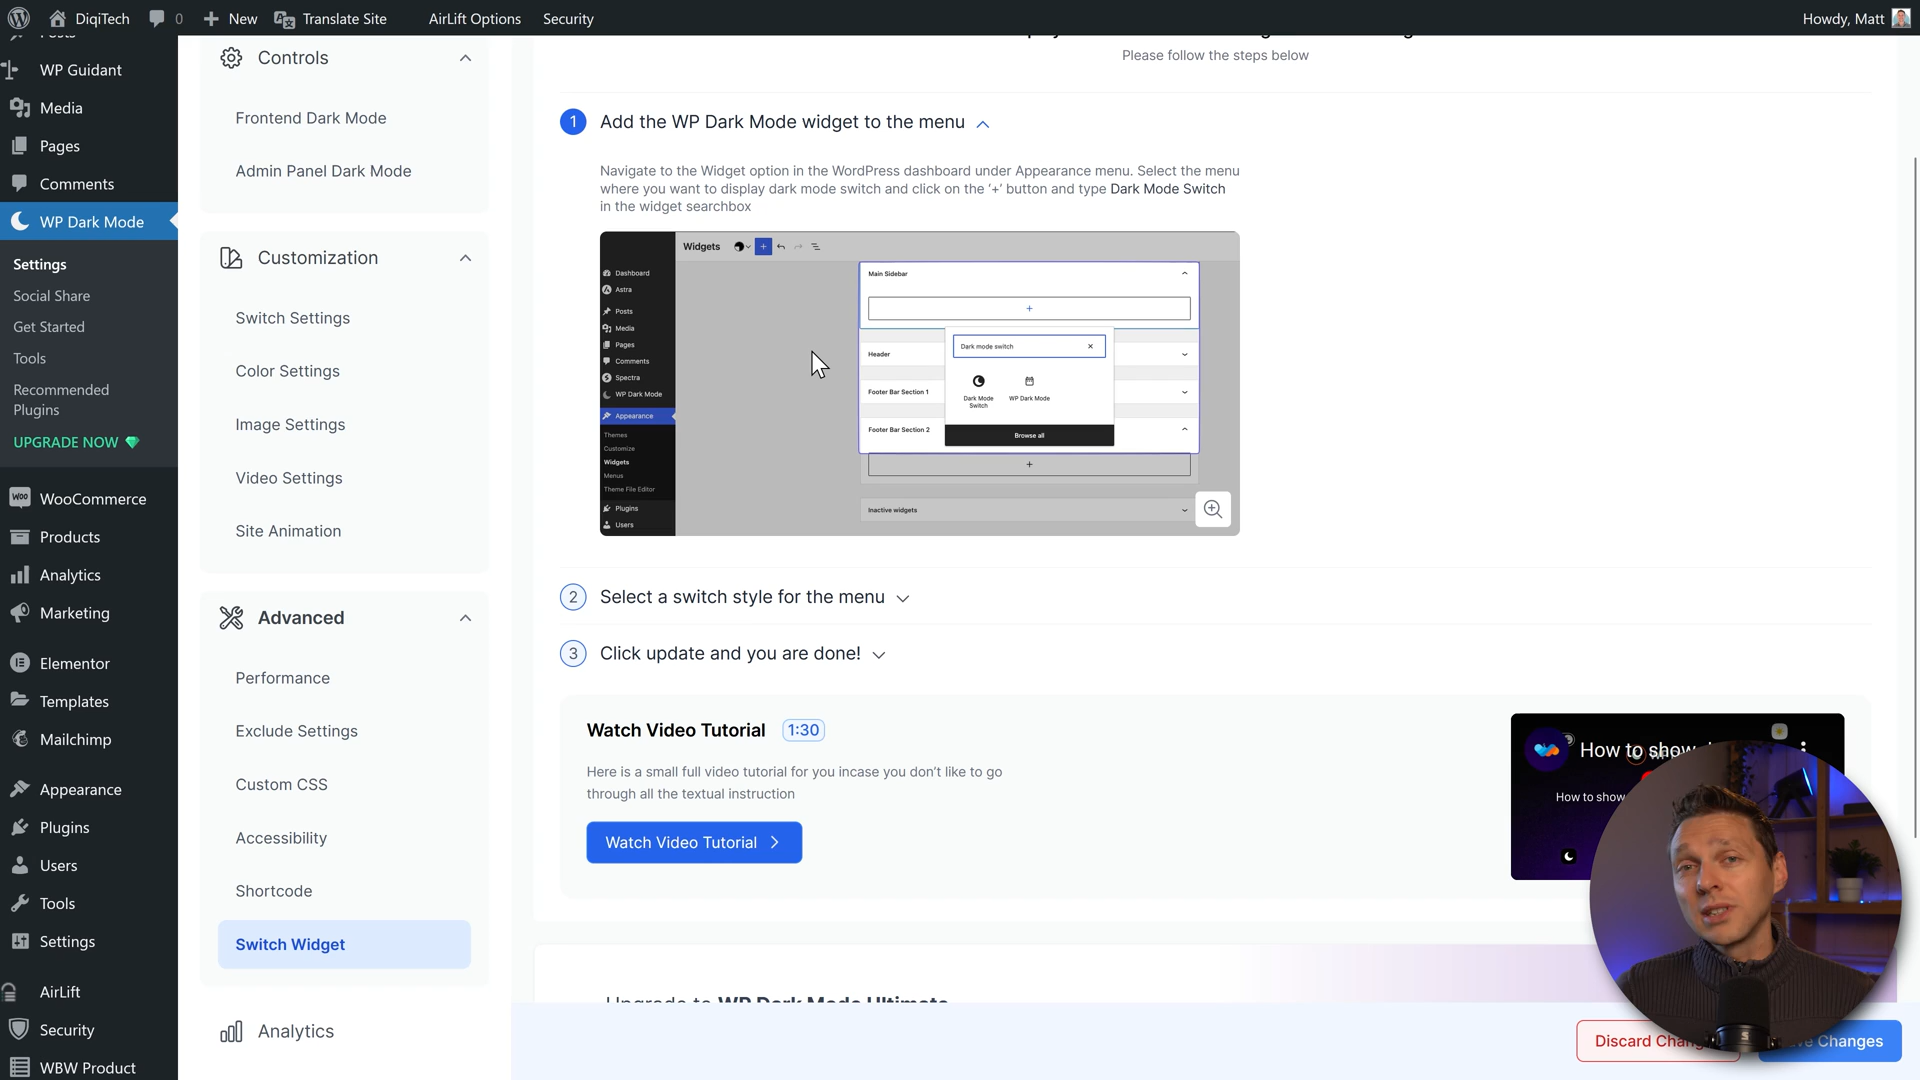 DiqiTech
0
New
Translate Site
AirLift Options
Security
Howdy, Matt
Posts
WP Guidant
Media
Pages
Comments
WP Dark Mode
Settings
Social Share
Get Started
Tools
Recommended
Plugins
UPGRADE NOW
WooCommerce
Products
Analytics
Marketing
Elementor
Templates
Mailchimp
Appearance
Plugins
Users
Tools
Settings
AirLift
Security
WBW Product
Controls
Frontend Dark Mode
Admin Panel Dark Mode
Customization
Switch Settings
Color Settings
Image Settings
Video Settings
Site Animation
Advanced
Performance
Exclude Settings
Custom CSS
Accessibility
Shortcode
Switch Widget
Analytics
Please follow the steps below
1 Add the WP Dark Mode widget to the menu
Navigate to the Widget option in the WordPress dashboard under Appearance menu. Select the menu
where you want to display dark mode switch and click on the ‘+’ button and type Dark Mode Switch
in the widget searchbox
Widgets
Dashboard
Astra
Posts
Media
Pages
Comments
Spectra
WP Dark Mode
Appearance
Themes
Customize
Widgets
Menus
Theme File Editor
Plugins
Users
Main Sidebar
Dark mode switch
Header
Dark Mode
Switch
WP Dark Mode
Footer Bar Section 1
Footer Bar Section 2
Browse all
Inactive widgets
2 Select a switch style for the menu
3 Click update and you are done!
Watch Video Tutorial 1:30
Here is a small full video tutorial for you incase you don’t like to go
through all the textual instruction
Watch Video Tutorial
How to show
How to show
Upgrade to WP Dark Mode Ultimate
Discard Chang
Changes